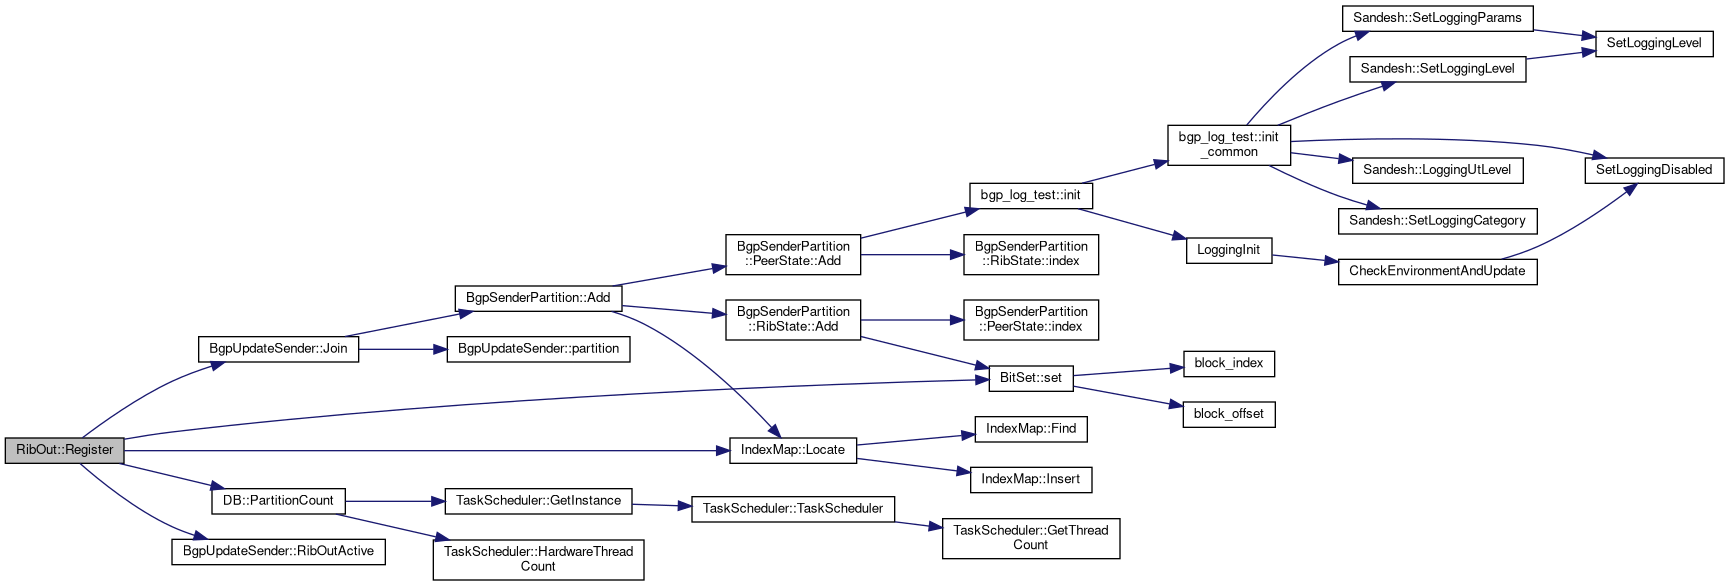 RibOut::Register
BgpUpdateSender::Join
DB::PartitionCount
BgpUpdateSender::RibOutActive
BgpSenderPartition::Add
BgpUpdateSender::partition
TaskScheduler::GetInstance
TaskScheduler::HardwareThread
Count
BgpSenderPartition
::PeerState::Add
BgpSenderPartition
::RibState::Add
IndexMap::Locate
TaskScheduler::TaskScheduler
bgp_log_test::init
BgpSenderPartition
::RibState::index
BgpSenderPartition
::PeerState::index
BitSet::set
IndexMap::Find
IndexMap::Insert
TaskScheduler::GetThread
Count
bgp_log_test::init
_common
LoggingInit
block_index
block_offset
Sandesh::SetLoggingParams
Sandesh::SetLoggingLevel
Sandesh::LoggingUtLevel
Sandesh::SetLoggingCategory
CheckEnvironmentAndUpdate
SetLoggingLevel
SetLoggingDisabled